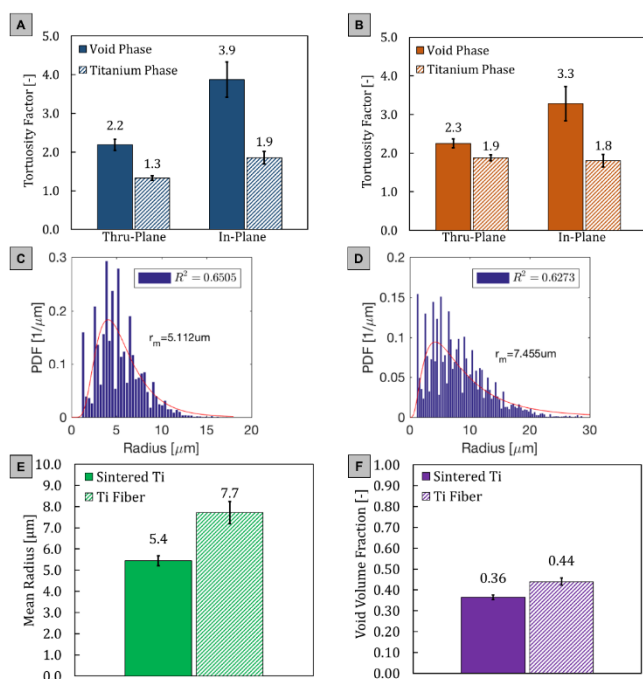 A
Tortuosity Factor [-]
4.0
3.0
2.0
1.0
0.0
Void Phase
Titanium Phase
2.2
1.3
3.9
1.9
Thru-Plane
In-Plane
B
Tortuosity Factor [-]
5.0
4.0
3.0
2.0
1.0
0.0
Void Phase
Titanium Phase
2.3
1.9
3.3
1.8
Thru-Plane
In-Plane
C
PDF [1/μm]
0.3
0.2
0.1
0
R² = 0.6505
r_m=5.112um
0
5
10
15
20
Radius [μm]
D
PDF [1/μm]
0.2
0.15
0.1
0.05
0
R² = 0.6273
r_m=7.455um
0
10
20
30
Radius [μm]
E
Mean Radius [μm]
10.0
9.0
8.0
7.0
6.0
5.0
4.0
3.0
2.0
1.0
0.0
Sintered Ti
Ti Fiber
5.4
7.7
F
Void Volume Fraction [-]
1.00
0.90
0.80
0.70
0.60
0.50
0.40
0.30
0.20
0.10
0.00
Sintered Ti
Ti Fiber
0.36
0.44